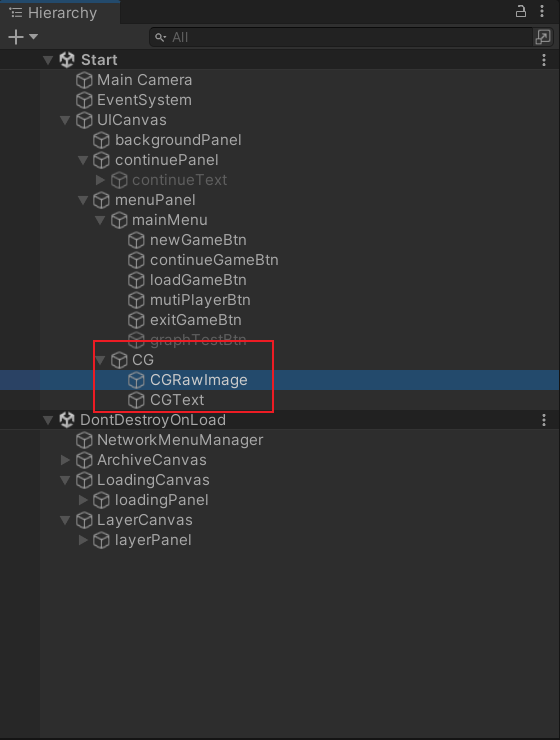 Hierarchy
All
Start
Main Camera
EventSystem
UICanvas
backgroundPanel
continuePanel
continueText
menuPanel
mainMenu
newGameBtn
continueGameBtn
loadGameBtn
mutiPlayerBtn
exitGameBtn
graphTestBtn
CG
CGRawImage
CGText
DontDestroyOnLoad
NetworkMenuManager
ArchiveCanvas
LoadingCanvas
loadingPanel
LayerCanvas
layerPanel